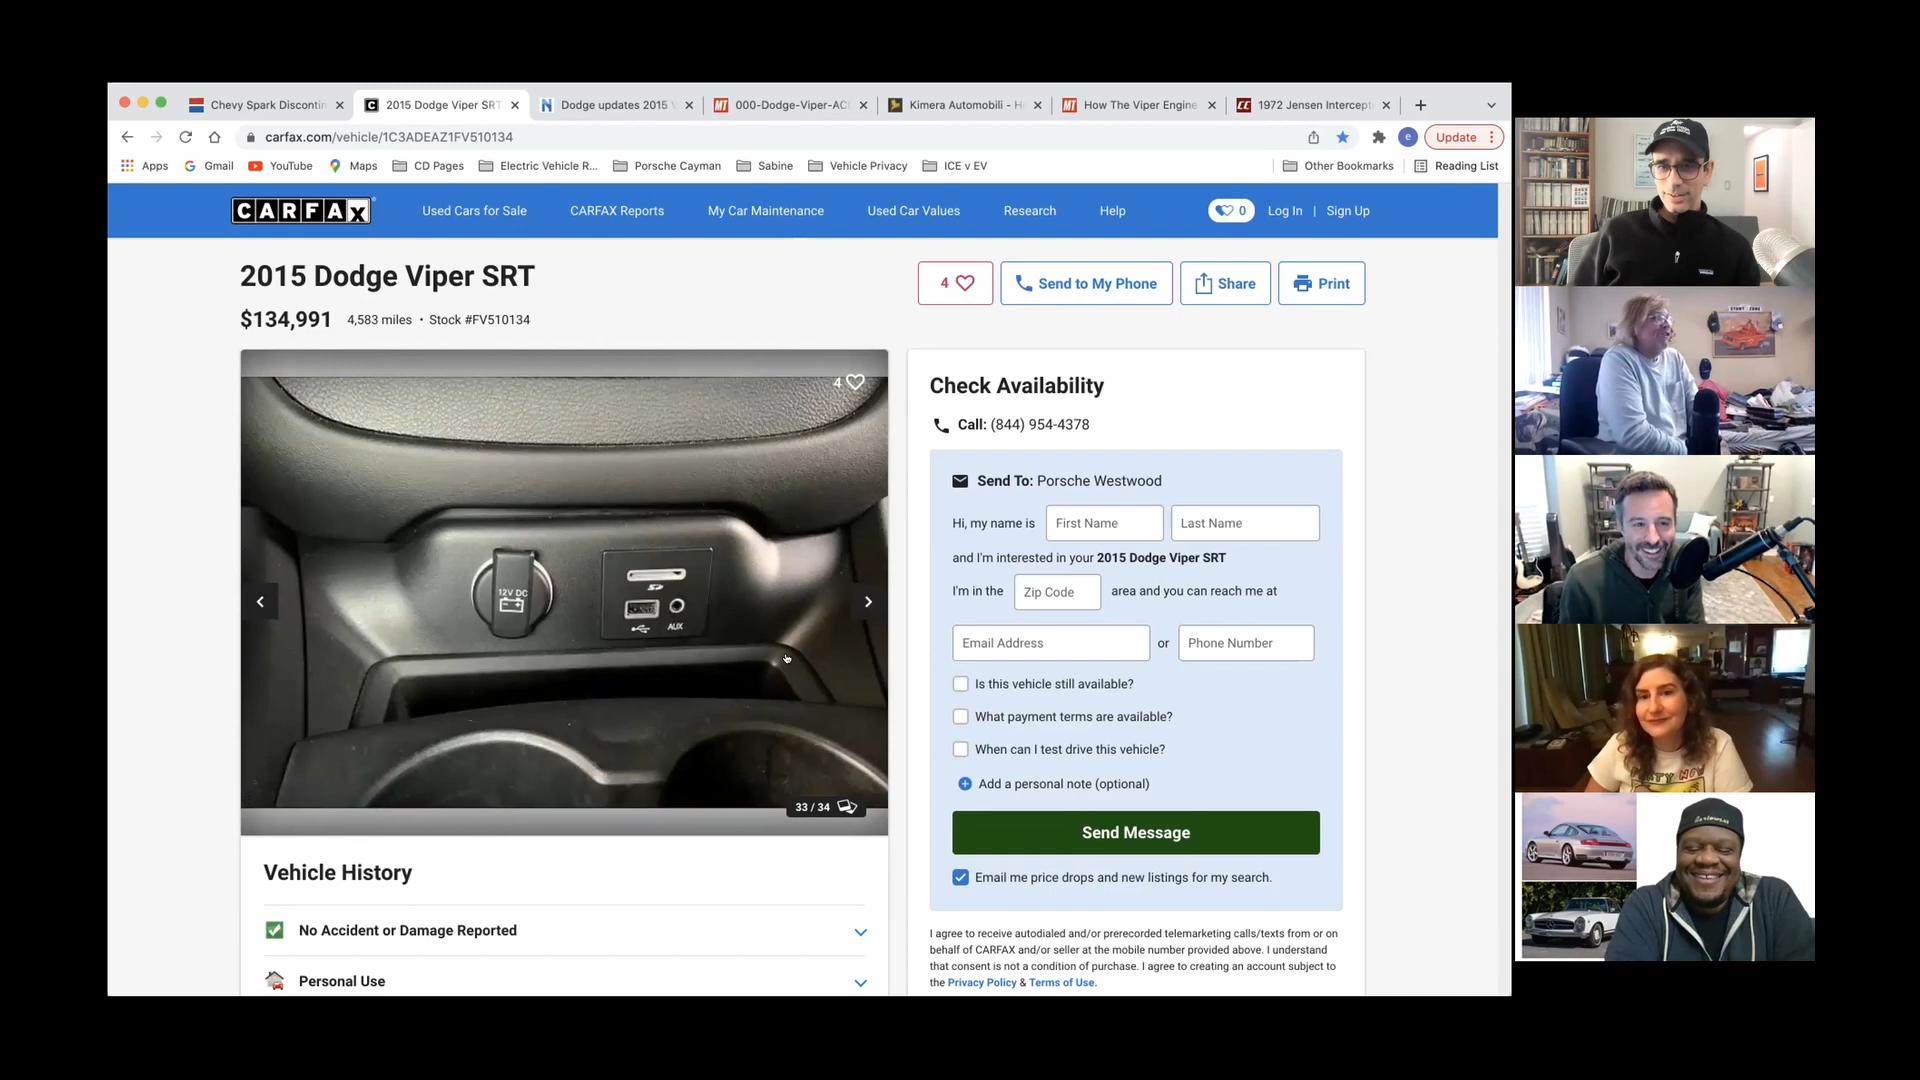 Chevy Spark Discontin
2015 Dodge Viper SRT
Dodge updates 2015 V
000-Dodge-Viper-AC
Kimera Automobili - H
How The Viper Engine
1972 Jensen Intercept
carfax.com/vehicle/1C3ADEAZ1FV510134
e
Update
Apps
Gmail
YouTube
Maps
CD Pages
Electric Vehicle R...
Porsche Cayman
Sabine
Vehicle Privacy
ICE v EV
Other Bookmarks
Reading List
CARFAX
Used Cars for Sale
CARFAX Reports
My Car Maintenance
Used Car Values
Research
Help
0
Log In | Sign Up
2015 Dodge Viper SRT
$134,991 4,583 miles • Stock #FV510134
4
Send to My Phone
Share
Print
4
12V DC
SD
AUX
33 / 34
Check Availability
Call: (844) 954-4378
Send To: Porsche Westwood
Hi, my name is First Name Last Name
and I'm interested in your 2015 Dodge Viper SRT
I'm in the Zip Code area and you can reach me at
Email Address or Phone Number
Is this vehicle still available?
What payment terms are available?
When can I test drive this vehicle?
Add a personal note (optional)
Send Message
Email me price drops and new listings for my search.
I agree to receive autodialed and/or prerecorded telemarketing calls/texts from or on
behalf of CARFAX and/or seller at the mobile number provided above. I understand
that consent is not a condition of purchase. I agree to creating an account subject to
the Privacy Policy & Terms of Use.
Vehicle History
No Accident or Damage Reported
Personal Use